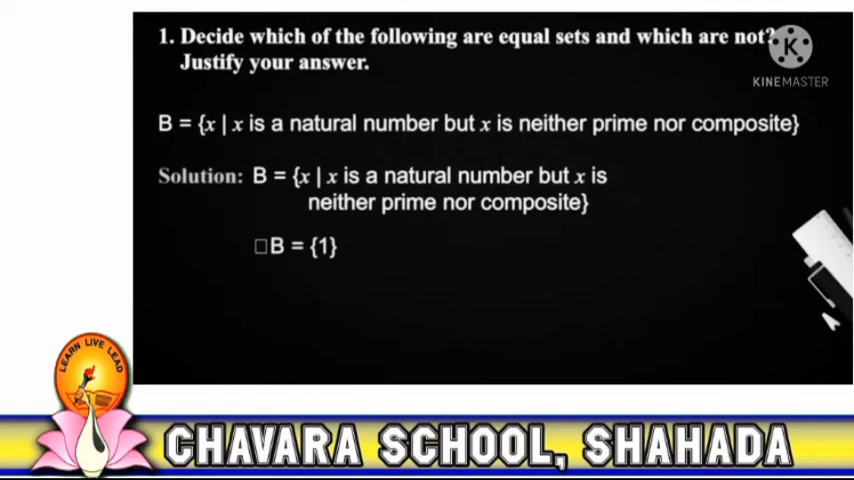 1. Decide which of the following are equal sets and which are not?
Justify your answer.
K
KINEMASTER
B = {x | x is a natural number but x is neither prime nor composite}
Solution: B = {x | x is a natural number but x is
neither prime nor composite}
□B = {1}
A
LEARN LIVE LEAD
CHAVARA SCHOOL, SHAHADA